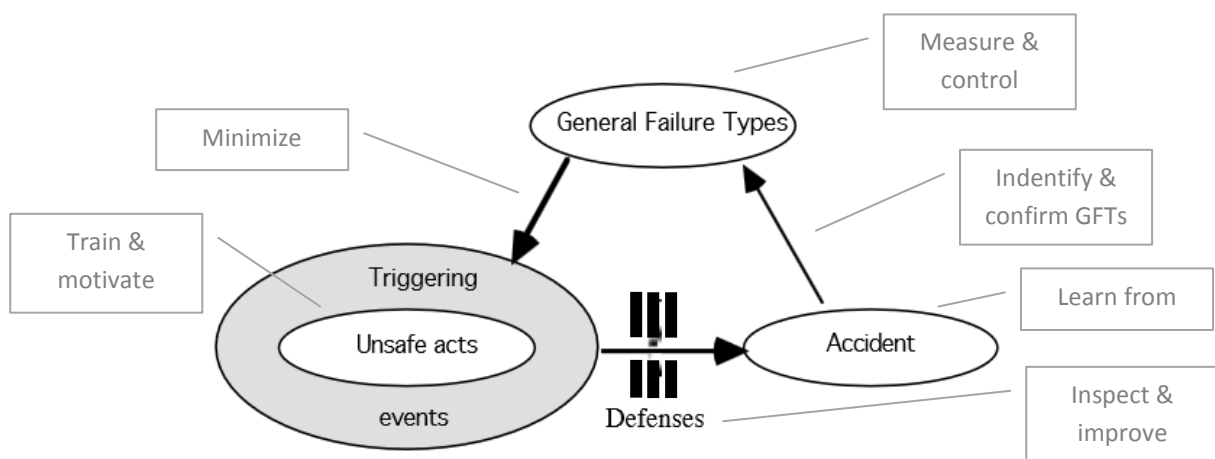 Measure &
control
General Failure Types
Minimize
Indentify &
confirm GFTs
Train &
motivate
Triggering
Unsafe acts
events
Defenses
Accident
Learn from
Inspect &
improve